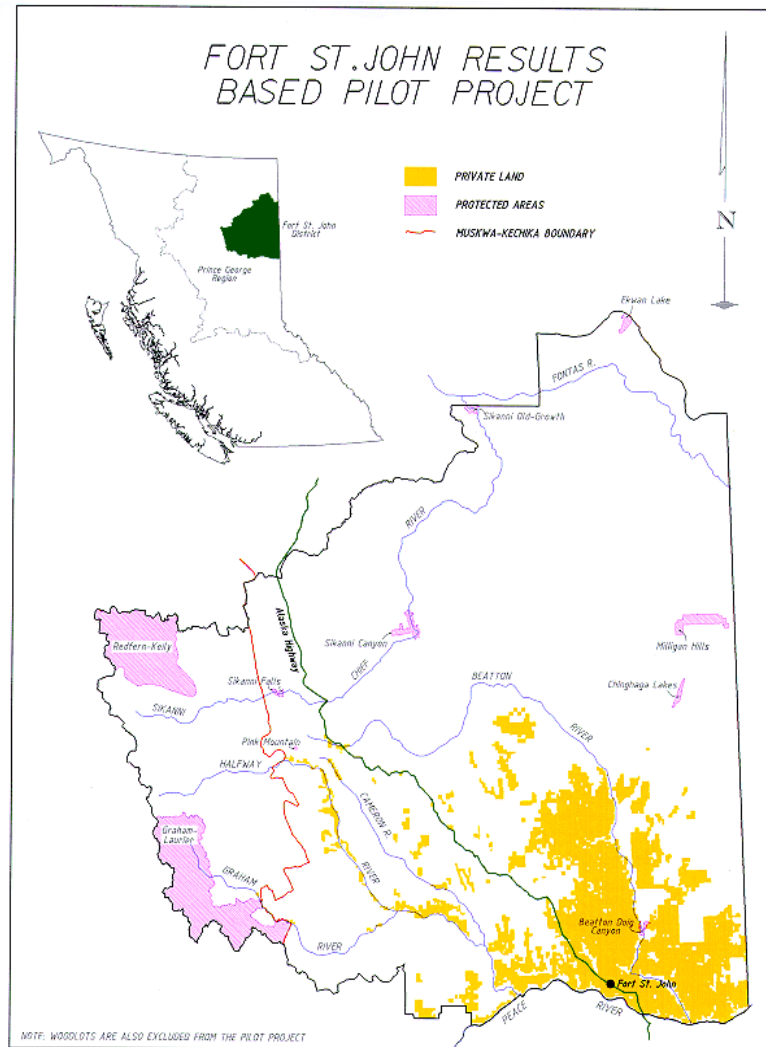 FORT ST.JOHN RESULTS
BASED PILOT PROJECT
PRIVATE LAND
PROTECTED AREAS
MUSKWA-KECHIKA BOUNDARY
N
Fort St. John
District
Prince George
Region
Ekwan Lake
FONTAS R.
Sikanni Old-Growth
RIVER
Alaska Highway
Redfern-Keily
Sikanni Canyon
Milligan Hills
CHIEF
Sikanni Falls
BEATTON
Chinghaga Lakes
SIKANNI
RIVER
Pink Mountain
HALFWAY
CAMERON R.
Graham-
Laurier
RIVER
GRAHAM
Beatton Doig
Canyon
RIVER
Fort St. John
PEACE
RIVER
NOTE: WOODLOTS ARE ALSO EXCLUDED FROM THE PILOT PROJECT